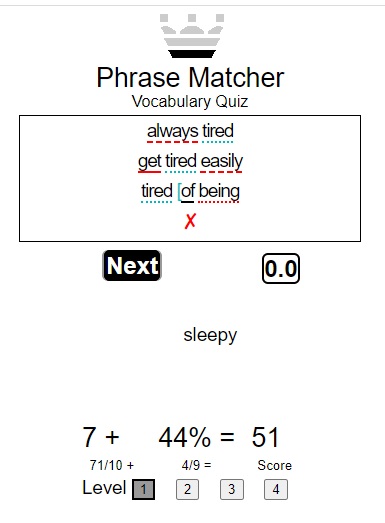 Phrase Matcher
Vocabulary Quiz
always tired
get tired easily
tired [of being
✗
Next 0.0
sleepy
7 + 44% = 51
71/10 + 4/9 = Score
Level 1 2 3 4